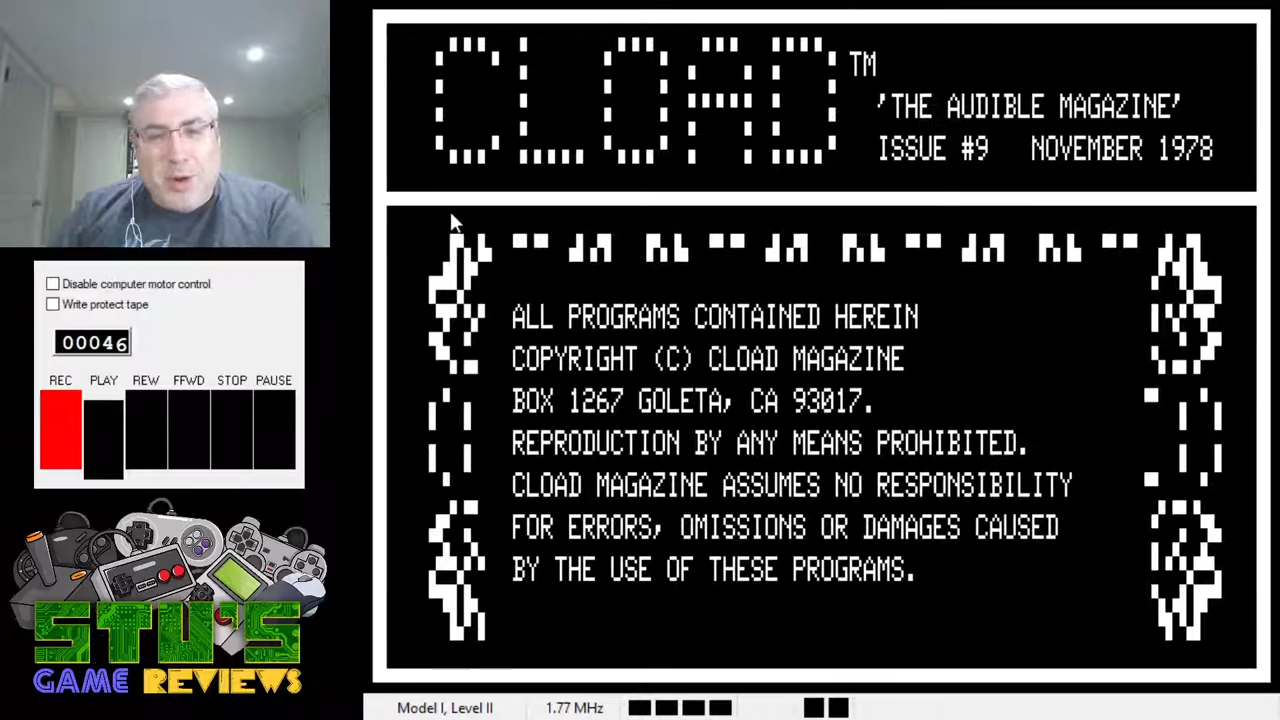 CLOAD™
'THE AUDIBLE MAGAZINE'
ISSUE #9 NOVEMBER 1978
ALL PROGRAMS CONTAINED HEREIN
COPYRIGHT (C) CLOAD MAGAZINE
BOX 1267 GOLETA, CA 93017.
REPRODUCTION BY ANY MEANS PROHIBITED.
CLOAD MAGAZINE ASSUMES NO RESPONSIBILITY
FOR ERRORS, OMISSIONS OR DAMAGES CAUSED
BY THE USE OF THESE PROGRAMS.
Disable computer motor control
Write protect tape
00046
REC PLAY REW FFWD STOP PAUSE
STU'S
GAME REVIEWS
Model I, Level II 1.77 MHz